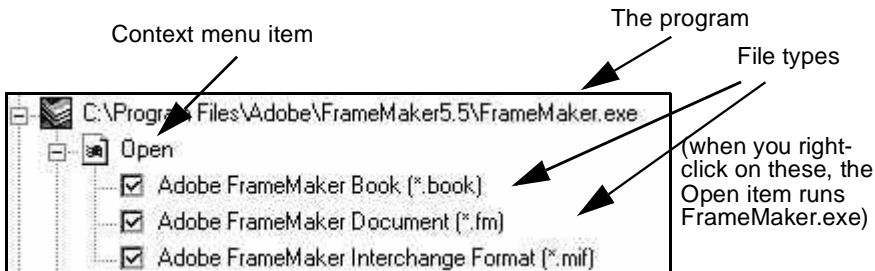 The program
Context menu item
File types
C:\Program Files\Adobe\FrameMaker5.5\FrameMaker.exe
Open
Adobe FrameMaker Book (*.book)
Adobe FrameMaker Document (*.fm)
Adobe FrameMaker Interchange Format (*.mif)
(when you right-
click on these, the
Open item runs
FrameMaker.exe)